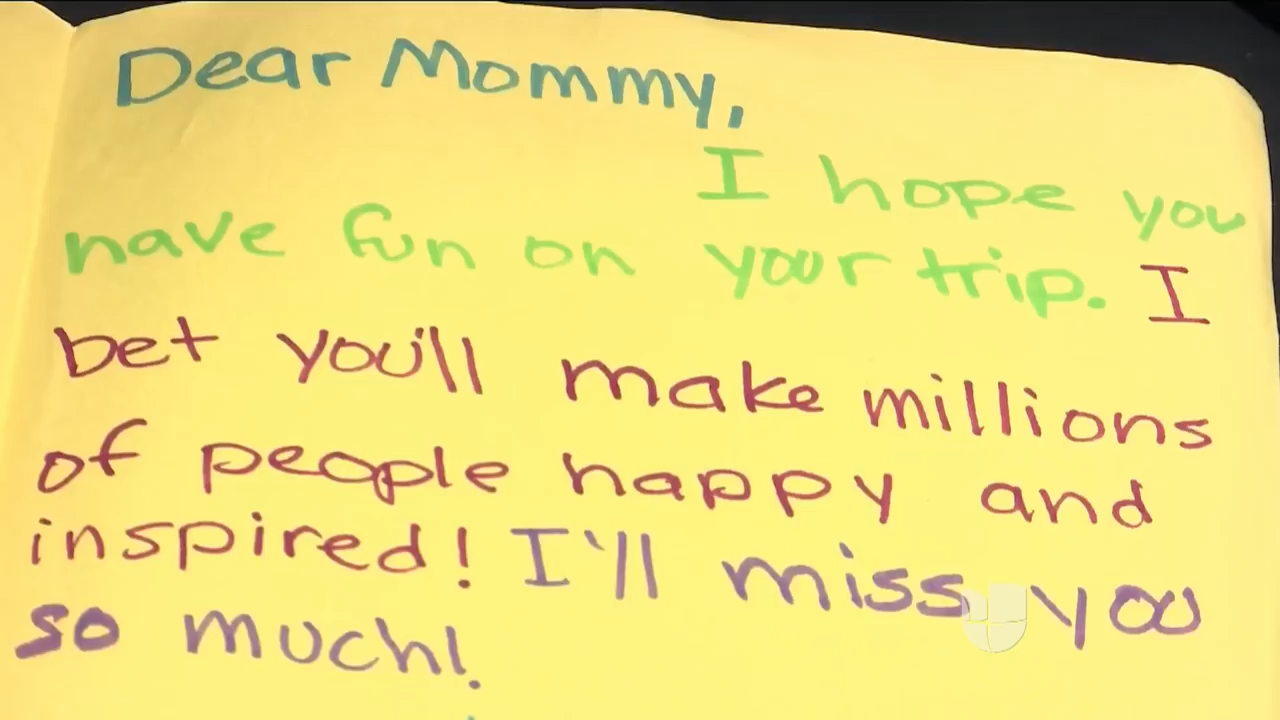 Dear Mommy,
I hope you
have fun on your trip. I
bet you'll make millions
of people happy and
inspired! I'll miss you
so much!